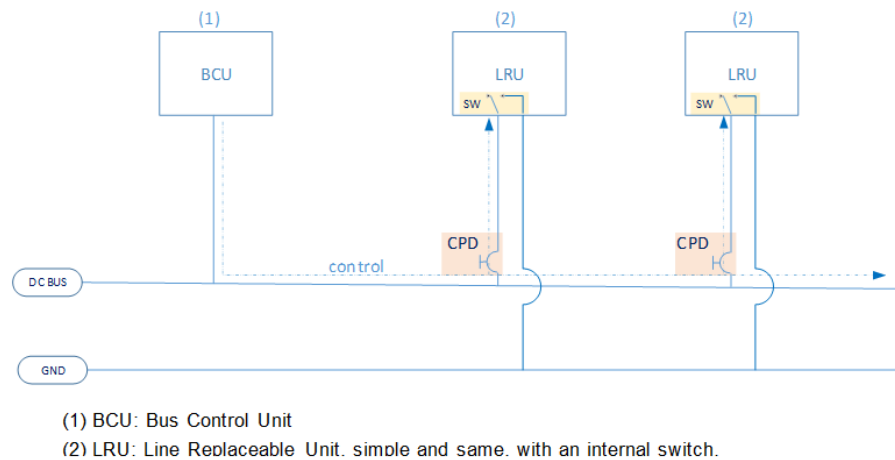 (1) (2) (2)
BCU LRU LRU
SW SW
CPD CPD
control
DC BUS
GND
(1) BCU: Bus Control Unit
(2) LRU: Line Replaceable Unit, simple and same, with an internal switch.